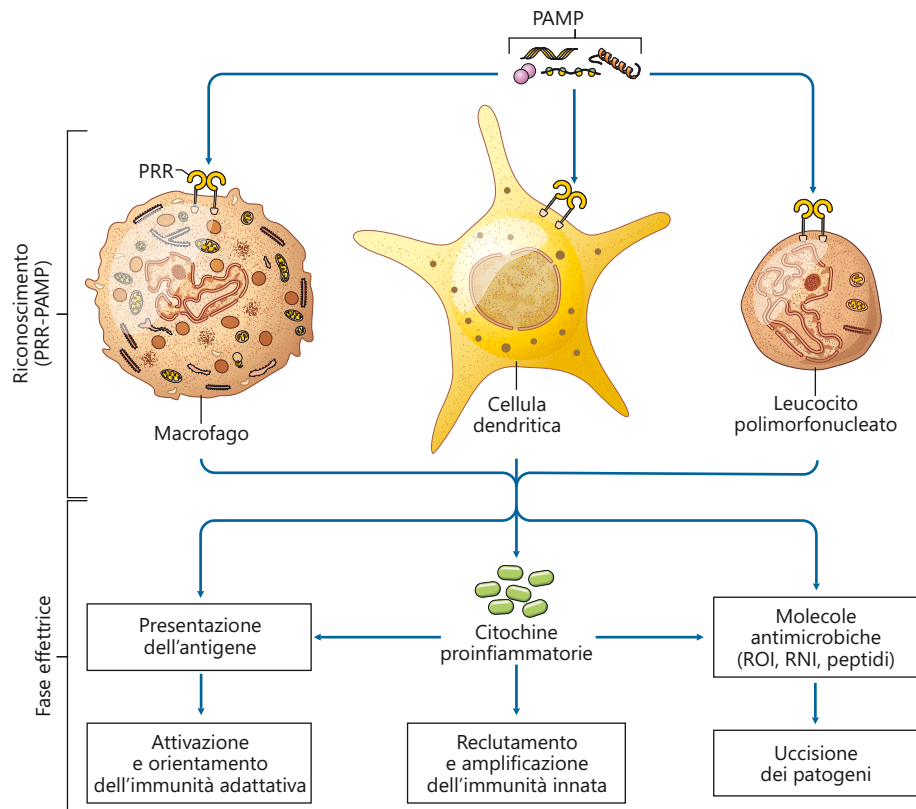 PAMP
PRR
Riconoscimento
(PRR-PAMP)
Macrofago
Cellula
dendritica
Leucocito
polimorfonucleato
Fase effettrice
Presentazione
dell'antigene
Citochine
proinfiammatorie
Molecole
antimicrobiche
(ROI, RNI, peptidi)
Attivazione
e orientamento
dell'immunità adattativa
Reclutamento
e amplificazione
dell'immunità innata
Uccisione
dei patogeni